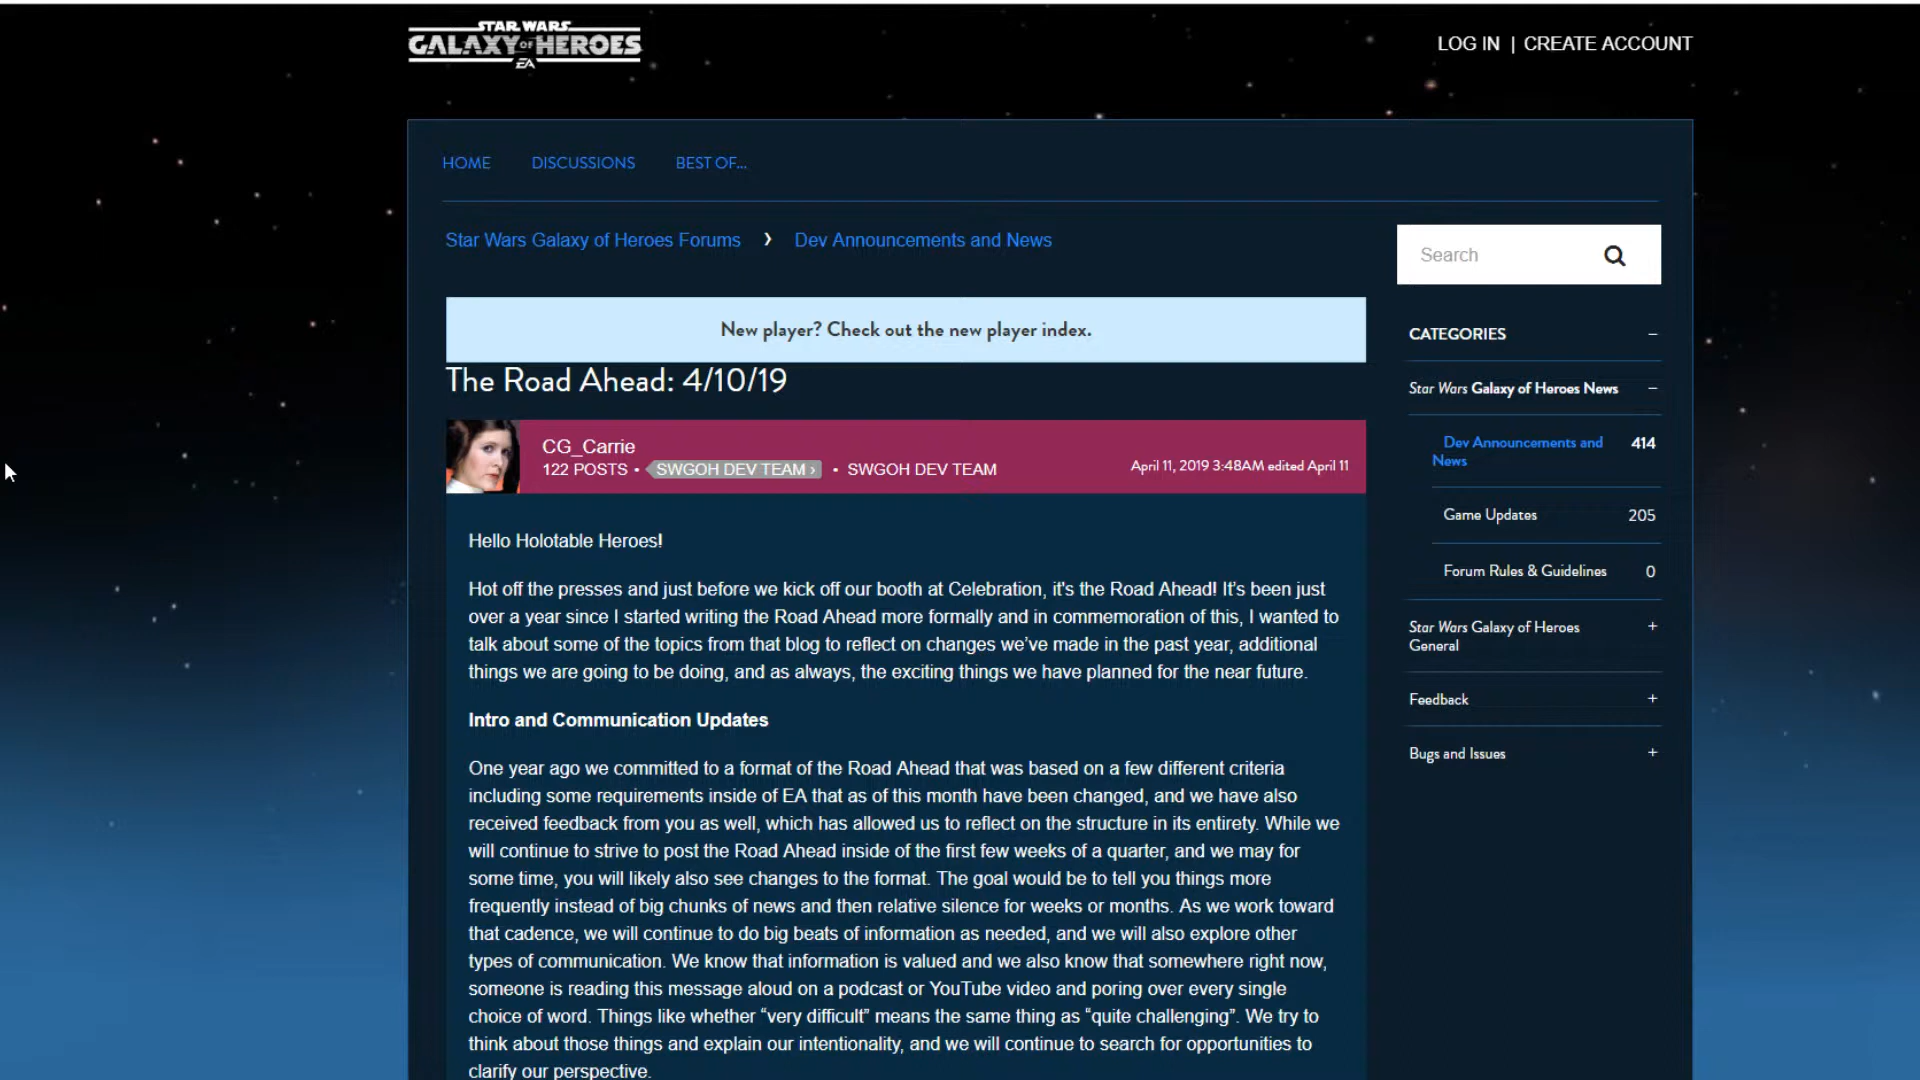 STAR WARS
GALAXY OF HEROES
EA
LOG IN | CREATE ACCOUNT
HOME DISCUSSIONS BEST OF...
Star Wars Galaxy of Heroes Forums › Dev Announcements and News
New player? Check out the new player index.
The Road Ahead: 4/10/19
CG_Carrie
122 POSTS • SWGOH DEV TEAM › • SWGOH DEV TEAM
April 11, 2019 3:48AM edited April 11
Hello Holotable Heroes!
Hot off the presses and just before we kick off our booth at Celebration, it's the Road Ahead! It’s been just
over a year since I started writing the Road Ahead more formally and in commemoration of this, I wanted to
talk about some of the topics from that blog to reflect on changes we’ve made in the past year, additional
things we are going to be doing, and as always, the exciting things we have planned for the near future.
Intro and Communication Updates
One year ago we committed to a format of the Road Ahead that was based on a few different criteria
including some requirements inside of EA that as of this month have been changed, and we have also
received feedback from you as well, which has allowed us to reflect on the structure in its entirety. While we
will continue to strive to post the Road Ahead inside of the first few weeks of a quarter, and we may for
some time, you will likely also see changes to the format. The goal would be to tell you things more
frequently instead of big chunks of news and then relative silence for weeks or months. As we work toward
that cadence, we will continue to do big beats of information as needed, and we will also explore other
types of communication. We know that information is valued and we also know that somewhere right now,
someone is reading this message aloud on a podcast or YouTube video and poring over every single
choice of word. Things like whether “very difficult” means the same thing as “quite challenging”. We try to
think about those things and explain our intentionality, and we will continue to search for opportunities to
clarify our perspective.
Search
CATEGORIES −
Star Wars Galaxy of Heroes News −
Dev Announcements and 414
News
Game Updates 205
Forum Rules & Guidelines 0
Star Wars Galaxy of Heroes +
General
Feedback +
Bugs and Issues +